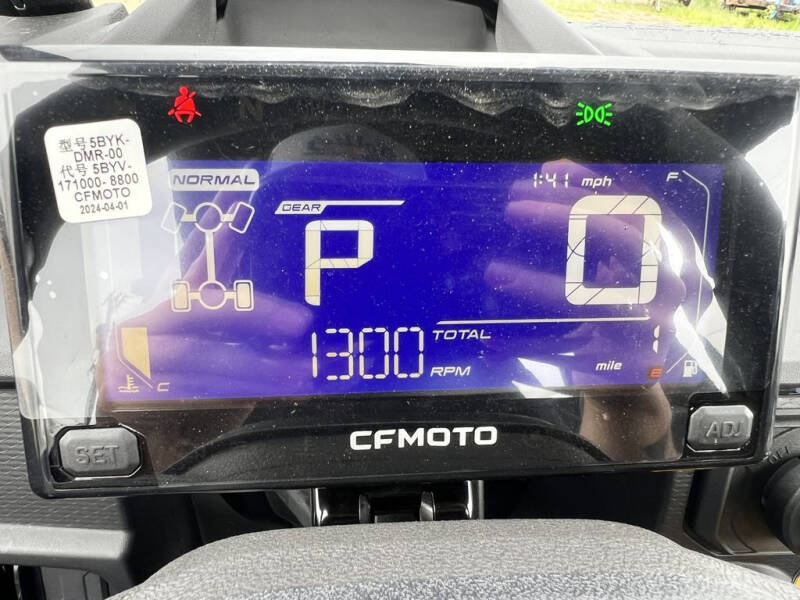 型号 5BYK-
DMR-00
代号 5BYV-
171000-8800
CFMOTO
2024-04-01
NORMAL
GEAR
P
1:41 mph
0
F
1300 RPM
TOTAL
1
mile
E
C
SET
CFMOTO
ADJ